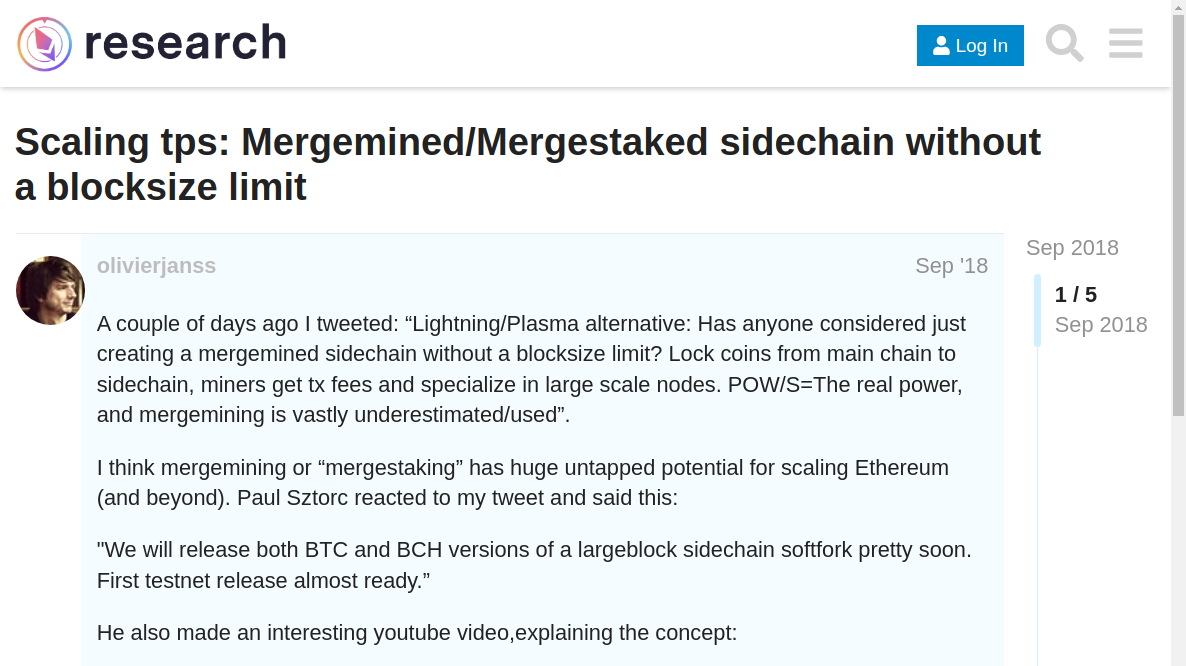 research
Log In
Scaling tps: Mergemined/Mergestaked sidechain without
a blocksize limit
olivierjanss
Sep '18
A couple of days ago I tweeted: “Lightning/Plasma alternative: Has anyone considered just
creating a mergemined sidechain without a blocksize limit? Lock coins from main chain to
sidechain, miners get tx fees and specialize in large scale nodes. POW/S=The real power,
and mergemining is vastly underestimated/used”.
I think mergemining or “mergestaking” has huge untapped potential for scaling Ethereum
(and beyond). Paul Sztorc reacted to my tweet and said this:
"We will release both BTC and BCH versions of a largeblock sidechain softfork pretty soon.
First testnet release almost ready.”
He also made an interesting youtube video,explaining the concept:
Sep 2018
1 / 5
Sep 2018